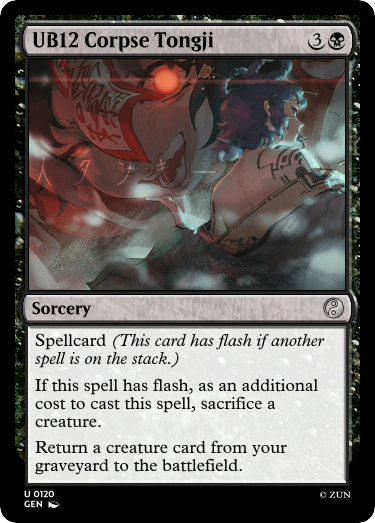 UB12 Corpse Tongji 3
Sorcery
Spellcard (This card has flash if another
spell is on the stack.)
If this spell has flash, as an additional
cost to cast this spell, sacrifice a
creature.
Return a creature card from your
graveyard to the battlefield.
U 0120
GEN
© ZUN